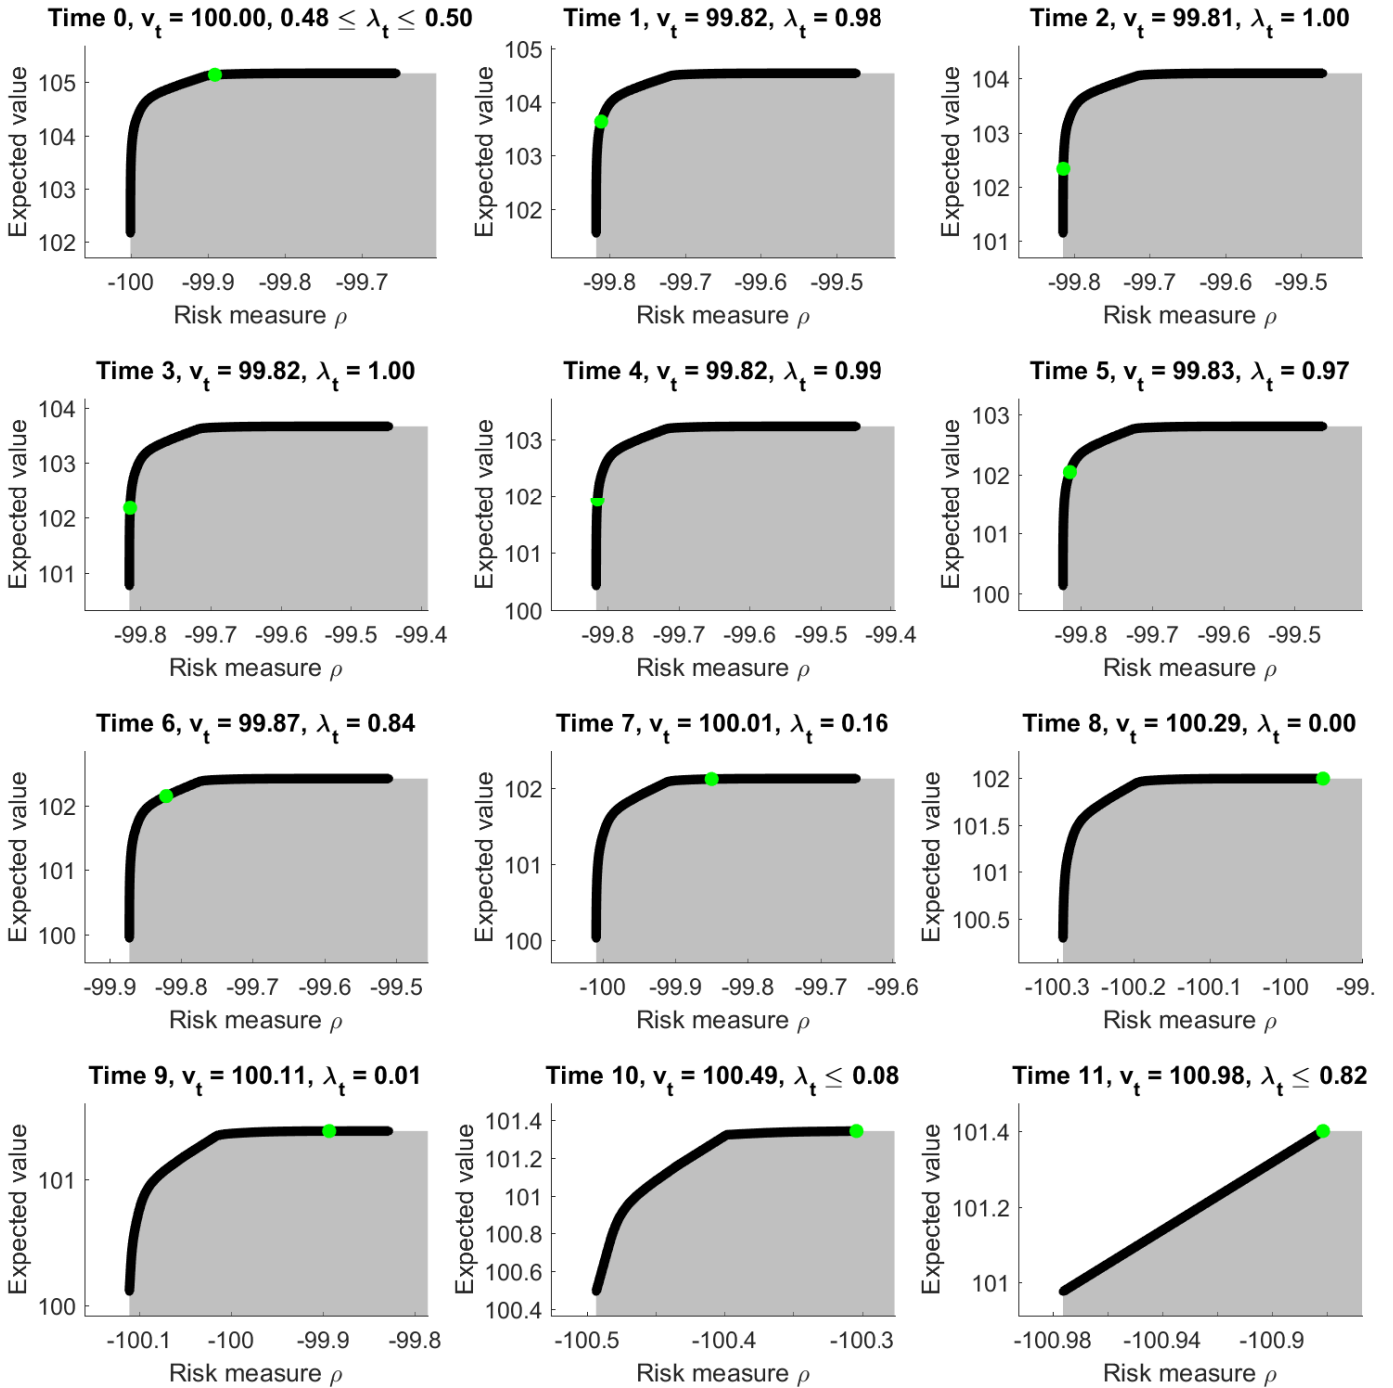 Time 0, v_t = 100.00, 0.48 ≤ λ_t ≤ 0.50
Expected value
105
104
103
102
-100 -99.9 -99.8 -99.7
Risk measure ρ
Time 1, v_t = 99.82, λ_t = 0.98
Expected value
105
104
103
102
-99.8 -99.7 -99.6 -99.5
Risk measure ρ
Time 2, v_t = 99.81, λ_t = 1.00
Expected value
104
103
102
101
-99.8 -99.7 -99.6 -99.5
Risk measure ρ
Time 3, v_t = 99.82, λ_t = 1.00
Expected value
104
103
102
101
-99.8 -99.7 -99.6 -99.5 -99.4
Risk measure ρ
Time 4, v_t = 99.82, λ_t = 0.99
Expected value
103
102
101
100
-99.8 -99.7 -99.6 -99.5 -99.4
Risk measure ρ
Time 5, v_t = 99.83, λ_t = 0.97
Expected value
103
102
101
100
-99.8 -99.7 -99.6 -99.5
Risk measure ρ
Time 6, v_t = 99.87, λ_t = 0.84
Expected value
102
101
100
-99.9 -99.8 -99.7 -99.6 -99.5
Risk measure ρ
Time 7, v_t = 100.01, λ_t = 0.16
Expected value
102
101
100
-100 -99.9 -99.8 -99.7 -99.6
Risk measure ρ
Time 8, v_t = 100.29, λ_t = 0.00
Expected value
102
101.5
101
100.5
-100.3 -100.2 -100.1 -100 -99.
Risk measure ρ
Time 9, v_t = 100.11, λ_t = 0.01
Expected value
101
100
-100.1 -100 -99.9 -99.8
Risk measure ρ
Time 10, v_t = 100.49, λ_t ≤ 0.08
Expected value
101.4
101.2
101
100.8
100.6
100.4
-100.5 -100.4 -100.3
Risk measure ρ
Time 11, v_t = 100.98, λ_t ≤ 0.82
Expected value
101.4
101.2
101
-100.98 -100.94 -100.9
Risk measure ρ